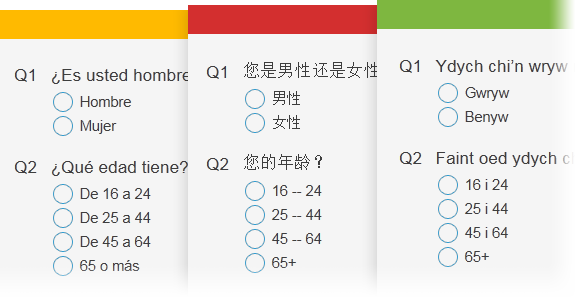 Q1 ¿Es usted hombre
Hombre
Mujer
Q2 ¿Qué edad tiene?
De 16 a 24
De 25 a 44
De 45 a 64
65 o más
Q1 您是男性还是女性
男性
女性
Q2 您的年龄？
16 -- 24
25 -- 44
45 -- 64
65+
Q1 Ydych chi’n wryw
Gwryw
Benyw
Q2 Faint oed ydych
16 i 24
25 i 44
45 i 64
65+